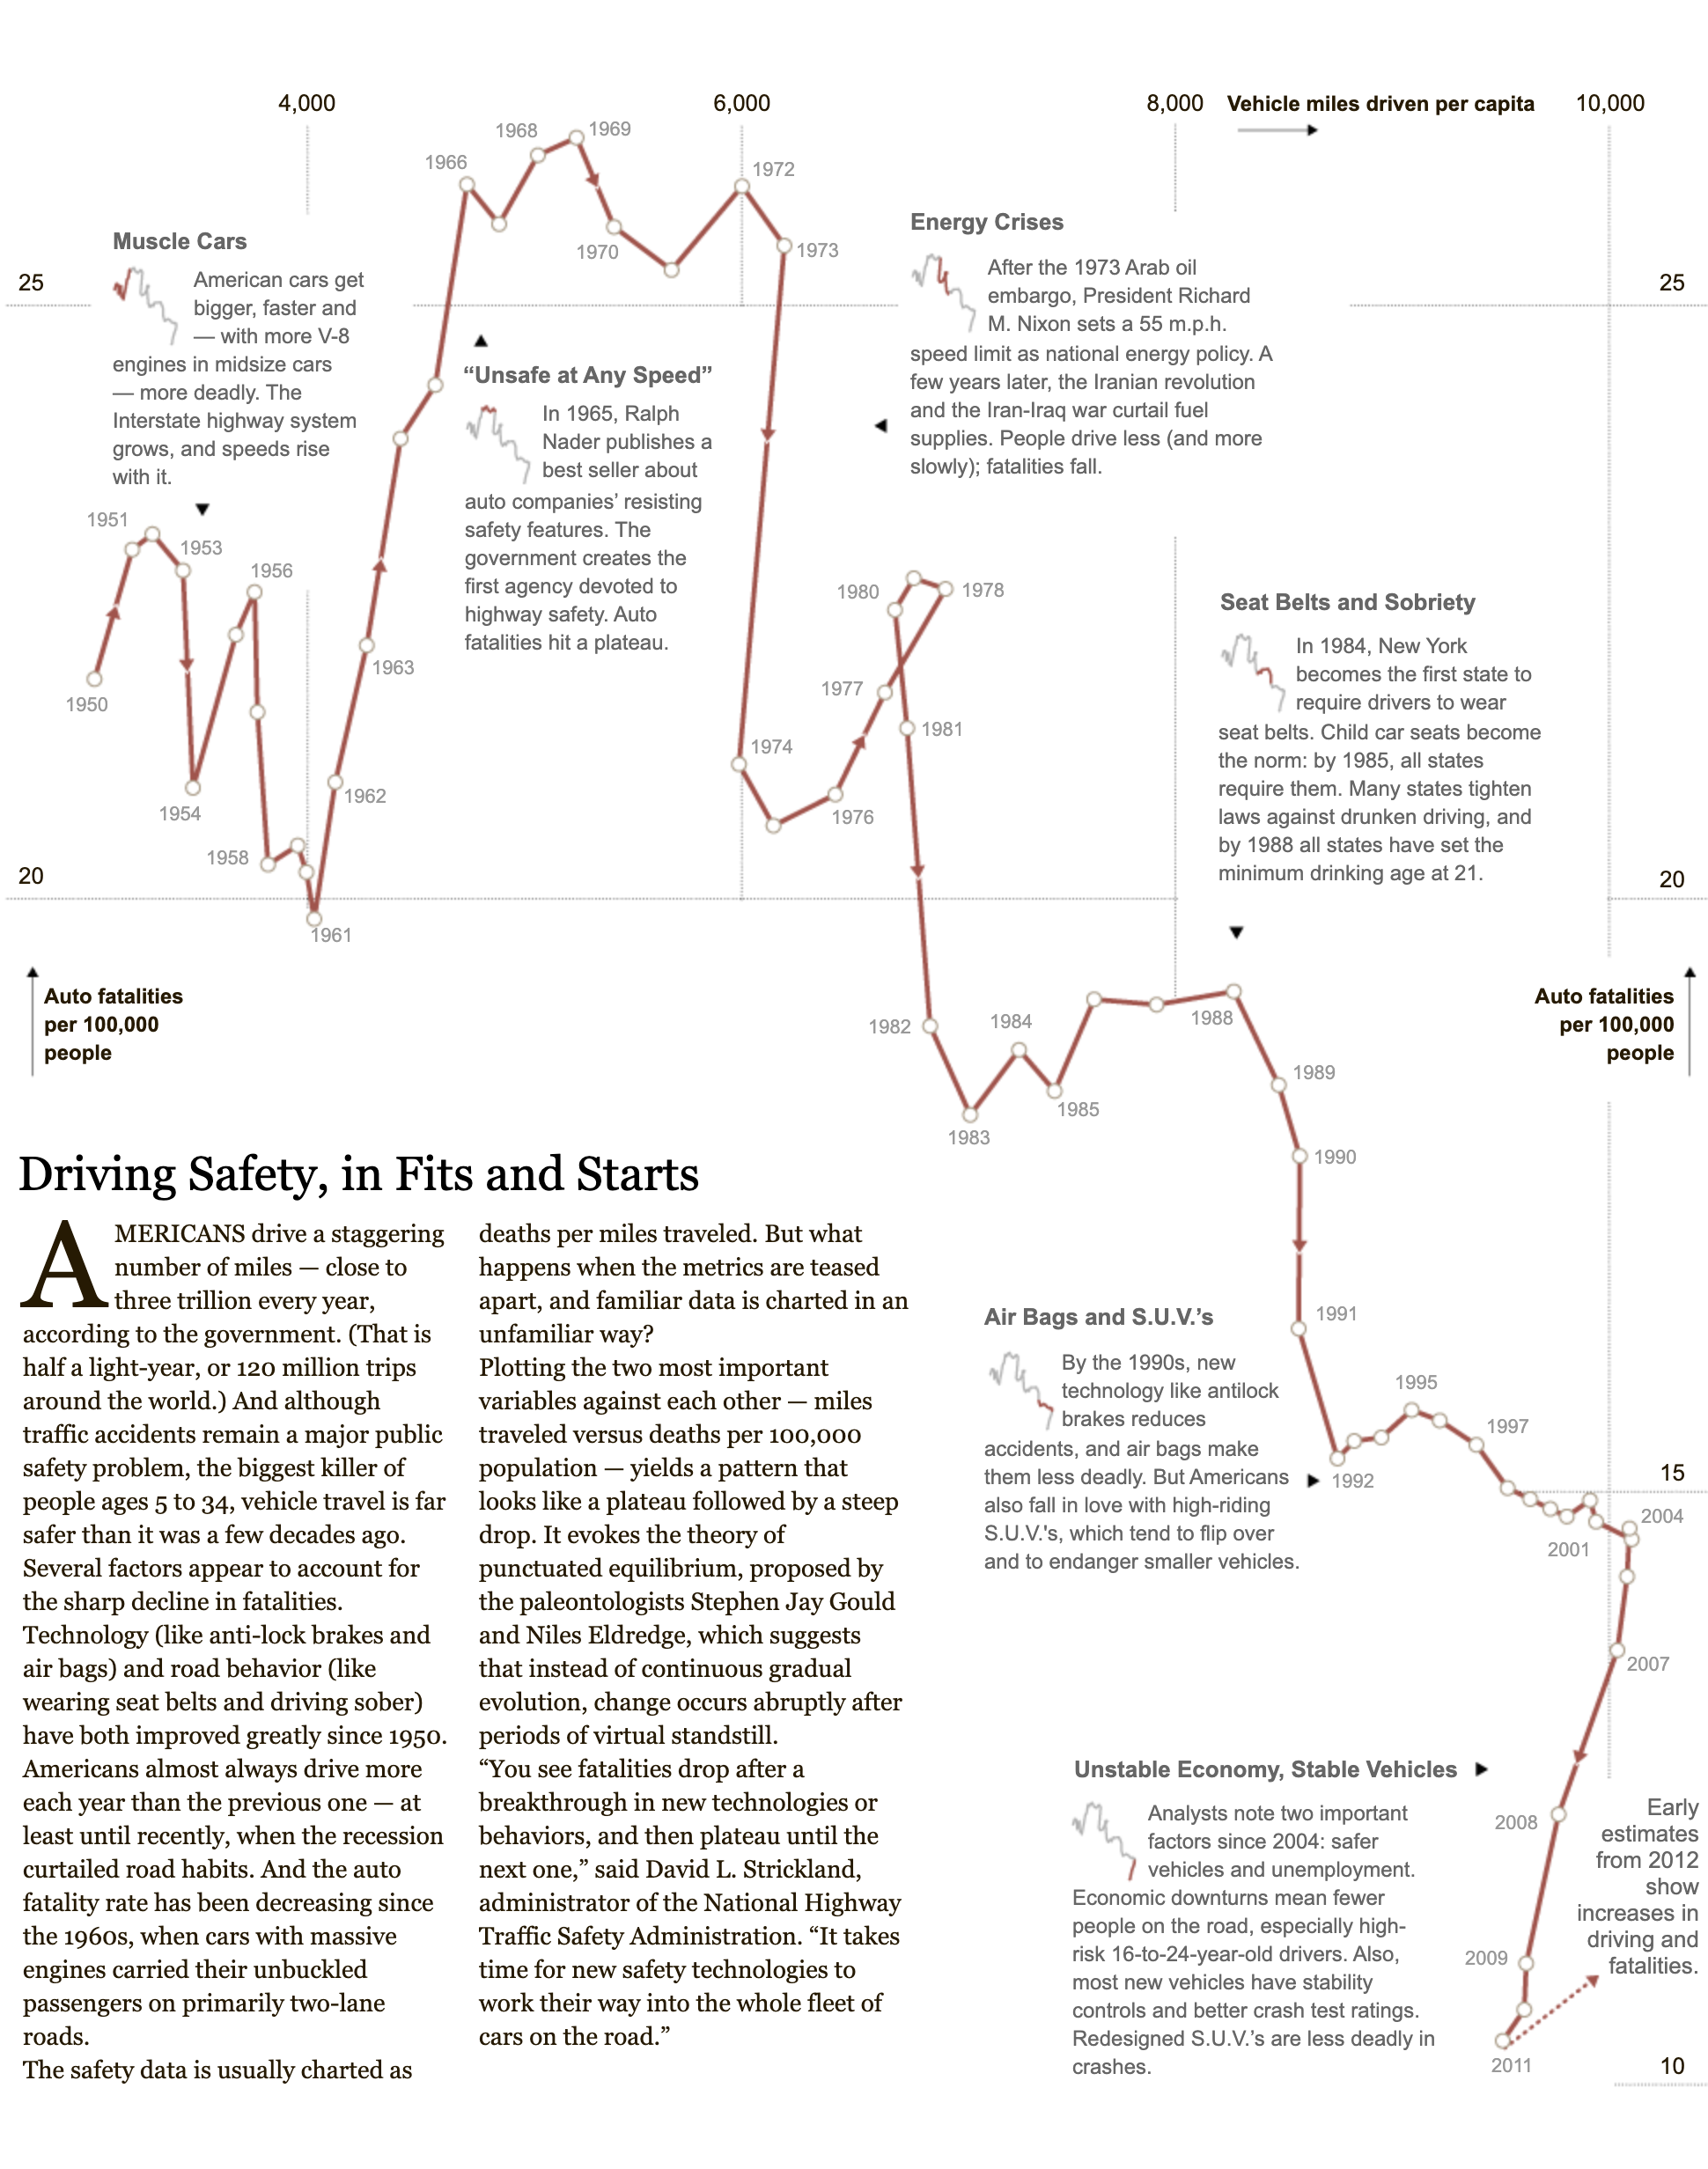 4,000
6,000
8,000
Vehicle miles driven per capita
10,000
1966
1968
1969
1972
1970
1973
25
25
Muscle Cars
American cars get
bigger, faster and
— with more V-8
engines in midsize cars
— more deadly. The
Interstate highway system
grows, and speeds rise
with it.
“Unsafe at Any Speed”
In 1965, Ralph
Nader publishes a
best seller about
auto companies’ resisting
safety features. The
government creates the
first agency devoted to
highway safety. Auto
fatalities hit a plateau.
Energy Crises
After the 1973 Arab oil
embargo, President Richard
M. Nixon sets a 55 m.p.h.
speed limit as national energy policy. A
few years later, the Iranian revolution
and the Iran-Iraq war curtail fuel
supplies. People drive less (and more
slowly); fatalities fall.
1951
1953
1956
1950
1954
1958
1961
1962
1963
1980
1978
1977
1981
1974
1976
Seat Belts and Sobriety
In 1984, New York
becomes the first state to
require drivers to wear
seat belts. Child car seats become
the norm: by 1985, all states
require them. Many states tighten
laws against drunken driving, and
by 1988 all states have set the
minimum drinking age at 21.
20
20
Auto fatalities
per 100,000
people
Auto fatalities
per 100,000
people
1982
1984
1983
1985
1988
1989
1990
1991
Driving Safety, in Fits and Starts
AMERICANS drive a staggering
number of miles — close to
three trillion every year,
according to the government. (That is
half a light-year, or 120 million trips
around the world.) And although
traffic accidents remain a major public
safety problem, the biggest killer of
people ages 5 to 34, vehicle travel is far
safer than it was a few decades ago.
Several factors appear to account for
the sharp decline in fatalities.
Technology (like anti-lock brakes and
air bags) and road behavior (like
wearing seat belts and driving sober)
have both improved greatly since 1950.
Americans almost always drive more
each year than the previous one — at
least until recently, when the recession
curtailed road habits. And the auto
fatality rate has been decreasing since
the 1960s, when cars with massive
engines carried their unbuckled
passengers on primarily two-lane
roads.
The safety data is usually charted as
deaths per miles traveled. But what
happens when the metrics are teased
apart, and familiar data is charted in an
unfamiliar way?
Plotting the two most important
variables against each other — miles
traveled versus deaths per 100,000
population — yields a pattern that
looks like a plateau followed by a steep
drop. It evokes the theory of
punctuated equilibrium, proposed by
the paleontologists Stephen Jay Gould
and Niles Eldredge, which suggests
that instead of continuous gradual
evolution, change occurs abruptly after
periods of virtual standstill.
“You see fatalities drop after a
breakthrough in new technologies or
behaviors, and then plateau until the
next one,” said David L. Strickland,
administrator of the National Highway
Traffic Safety Administration. “It takes
time for new safety technologies to
work their way into the whole fleet of
cars on the road.”
Air Bags and S.U.V.’s
By the 1990s, new
technology like antilock
brakes reduces
accidents, and air bags make
them less deadly. But Americans
also fall in love with high-riding
S.U.V.'s, which tend to flip over
and to endanger smaller vehicles.
1992
1995
1997
15
2001
2004
2007
Unstable Economy, Stable Vehicles
Analysts note two important
factors since 2004: safer
vehicles and unemployment.
Economic downturns mean fewer
people on the road, especially high-
risk 16-to-24-year-old drivers. Also,
most new vehicles have stability
controls and better crash test ratings.
Redesigned S.U.V.’s are less deadly in
crashes.
2008
2009
2011
Early
estimates
from 2012
show
increases in
driving and
fatalities.
10